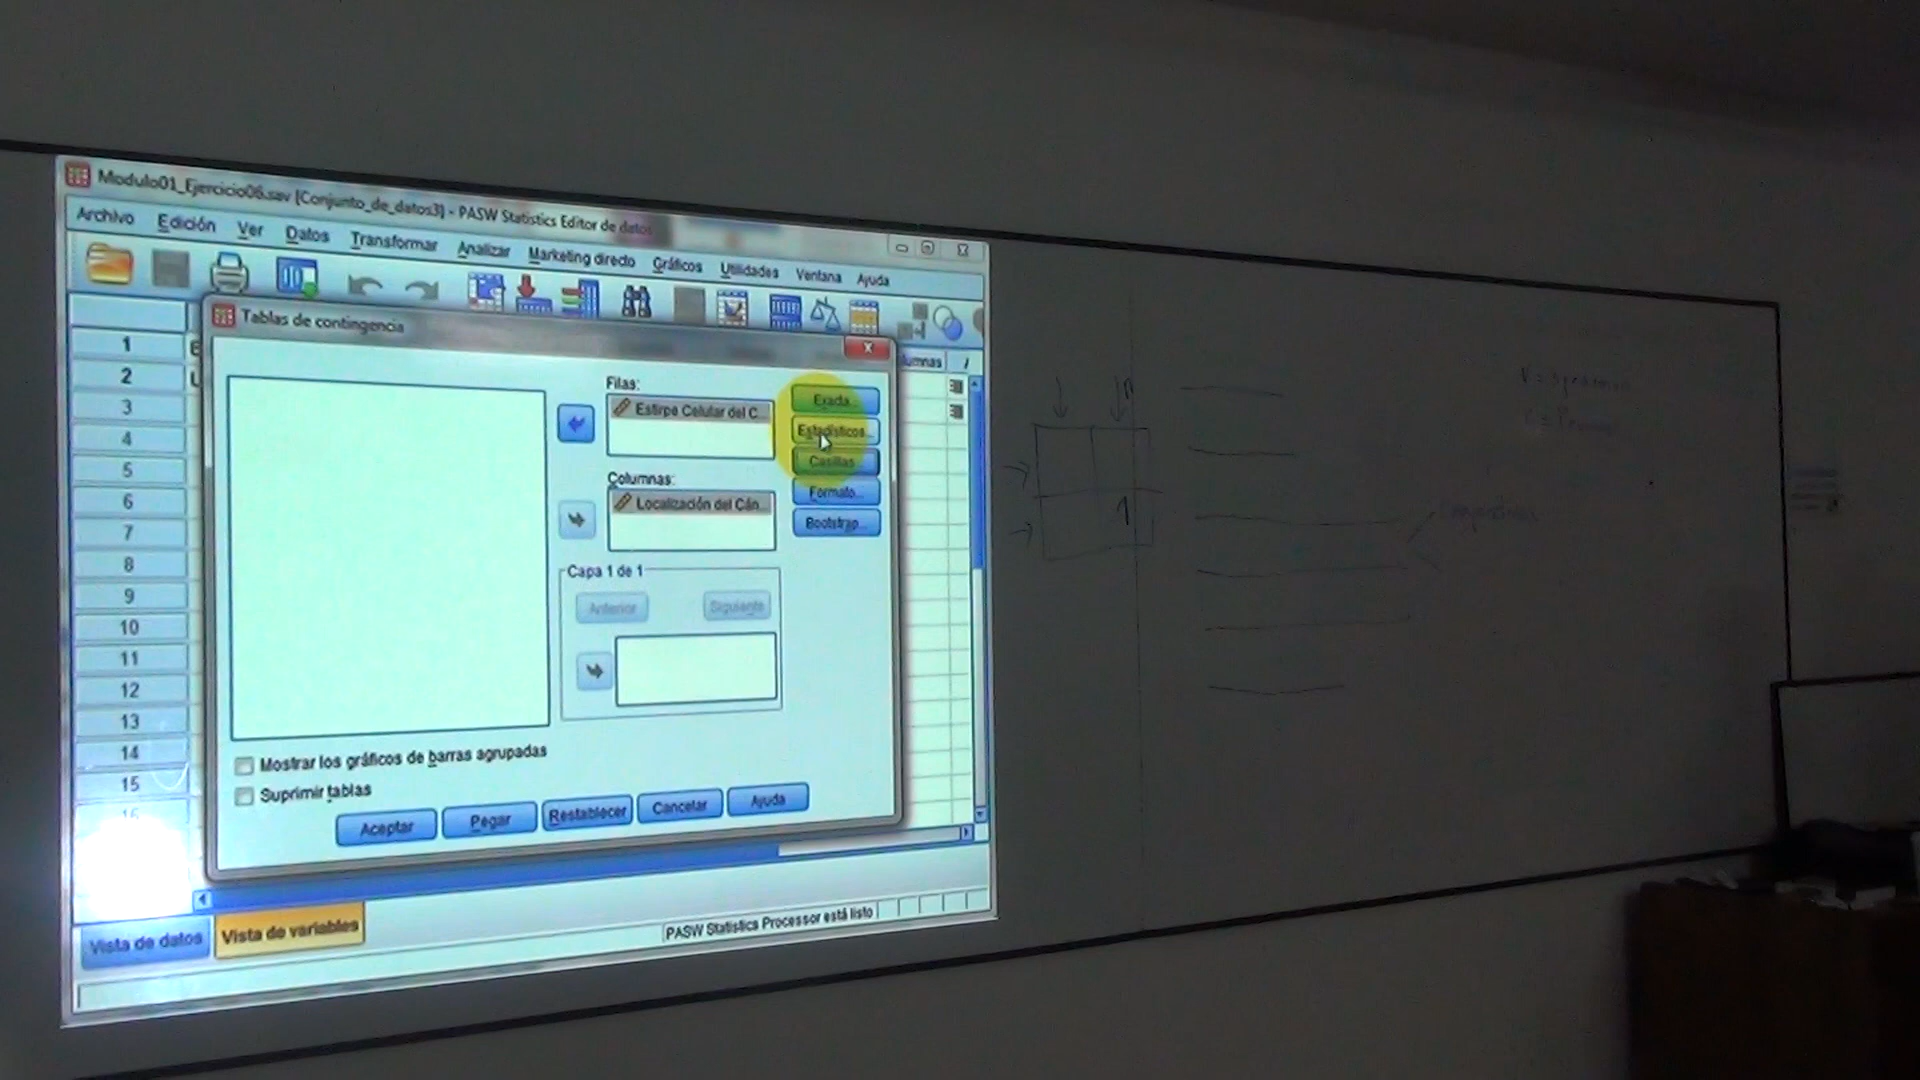 Modulo01_Ejercicio06.sav [Conjunto_de_datos3] - PASW Statistics Editor de datos
Archivo Edición Ver Datos Transformar Analizar Marketing directo Gráficos Utilidades Ventana Ayuda
Tablas de contingencia
umnas
1
2
3
4
5
6
7
8
9
10
11
12
13
14
15
16
Filas:
Estirpe Celular del C...
Columnas:
Localización del Cán...
Capa 1 de 1
Anterior Siguiente
Exacta...
Estadísticos...
Casillas
Formato...
Bootstrap...
Mostrar los gráficos de barras agrupadas
Suprimir tablas
Aceptar Pegar Restablecer Cancelar Ayuda
Vista de datos Vista de variables
PASW Statistics Processor está listo